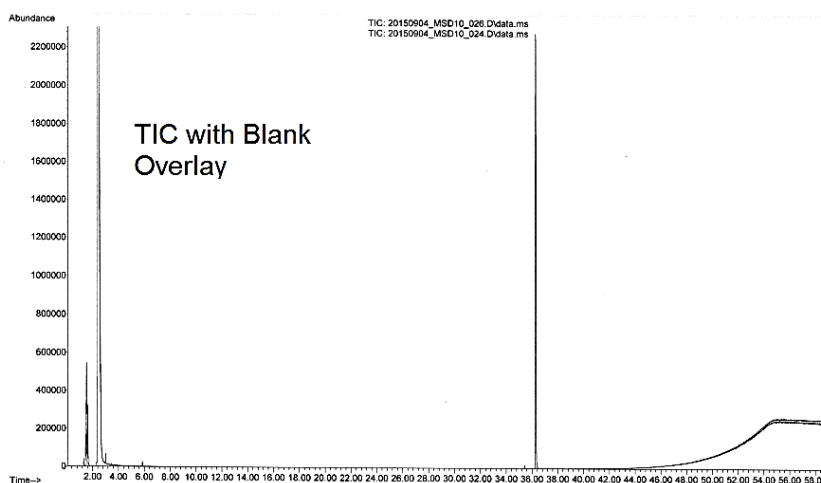 Abundance
TIC: 20150904_MSD10_026.D\data.ms
TIC: 20150904_MSD10_024.D\data.ms
2200000
2000000
1800000
1600000
1400000
1200000
1000000
800000
600000
400000
200000
0
TIC with Blank
Overlay
Time-->
2.00 4.00 6.00 8.00 10.00 12.00 14.00 16.00 18.00 20.00 22.00 24.00 26.00 28.00 30.00 32.00 34.00 36.00 38.00 40.00 42.00 44.00 46.00 48.00 50.00 52.00 54.00 56.00 58.00